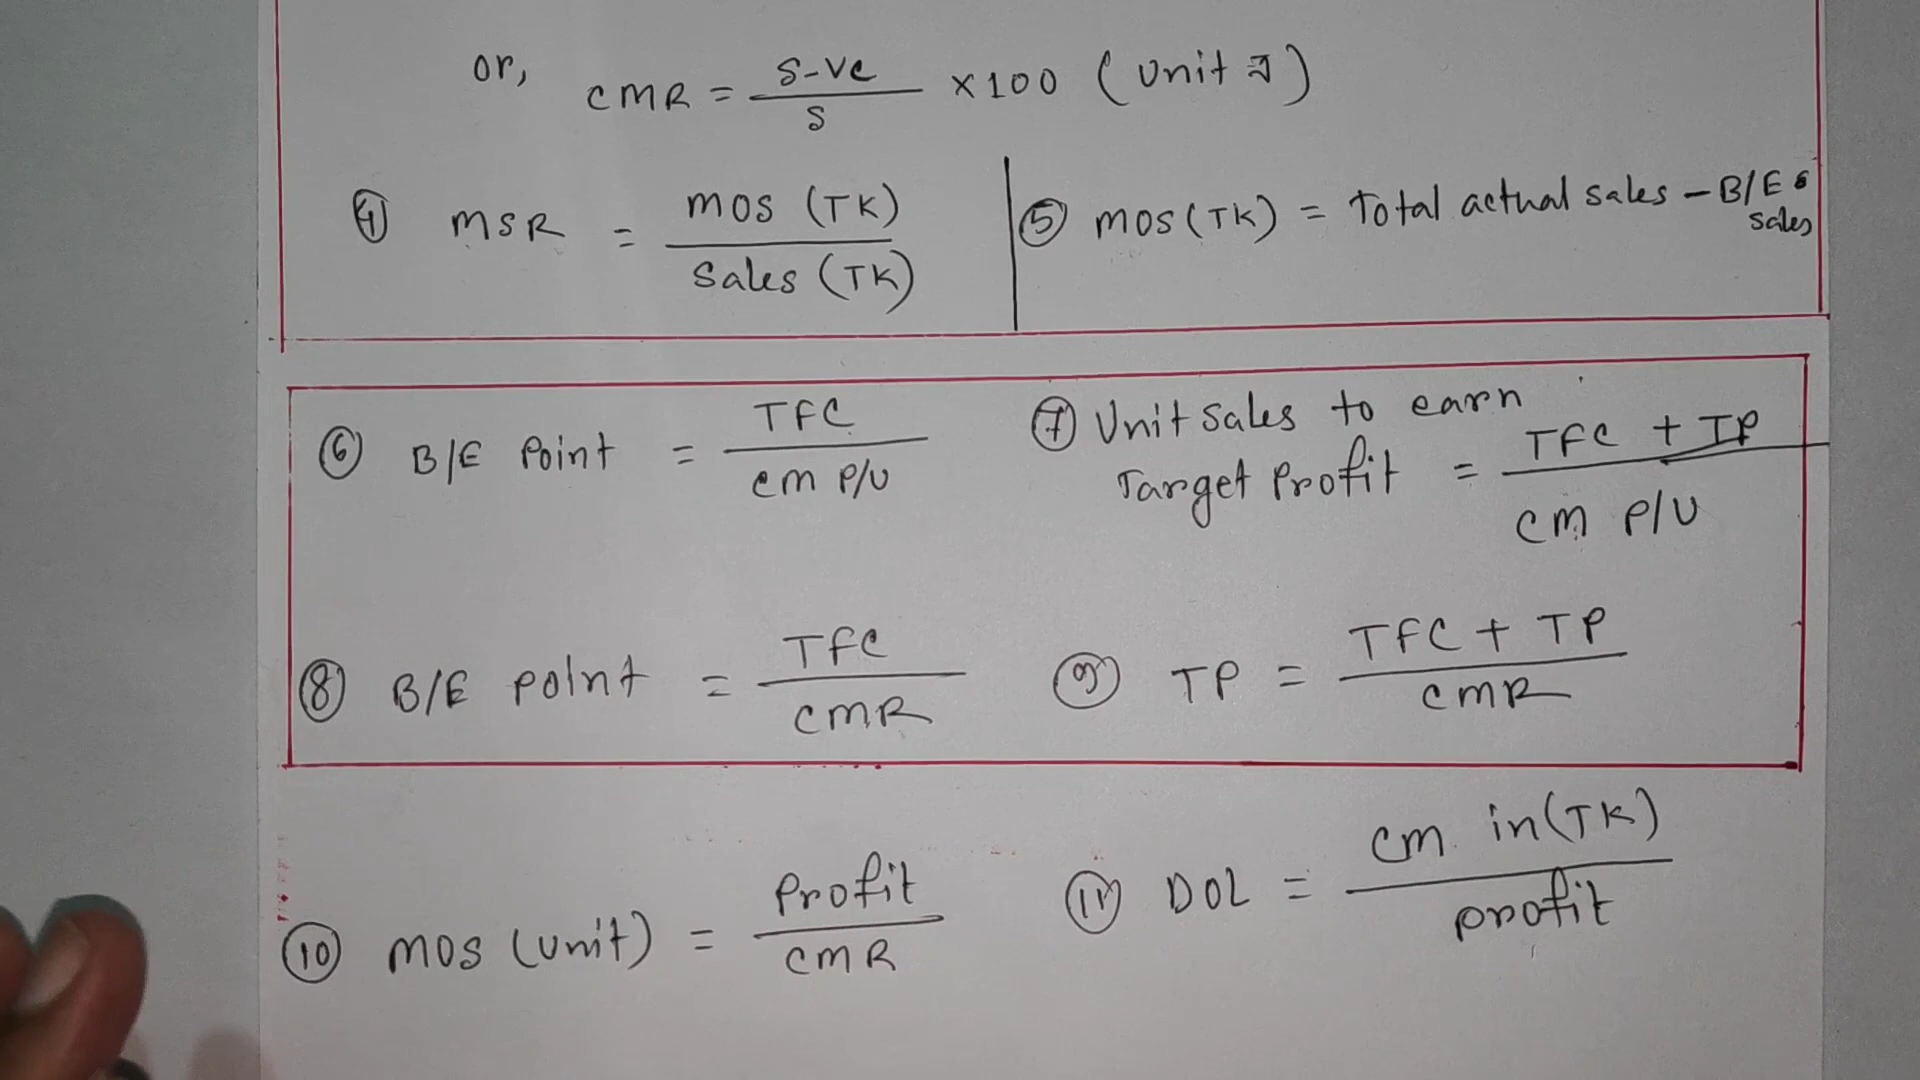 or, CMR = S-VC / S × 100 (Unit এ)
④ MSR = MOS (TK) / Sales (TK)
⑤ MOS (TK) = Total actual sales – B/E sales
⑥ B/E Point = TFC / CM P/U
⑦ Unit sales to earn Target Profit = TFC + TP / CM P/U
⑧ B/E Point = TFC / CMR
⑨ TP = TFC + TP / CMR
⑩ MOS (Unit) = Profit / CMR
⑪ DOL = CM in (TK) / profit